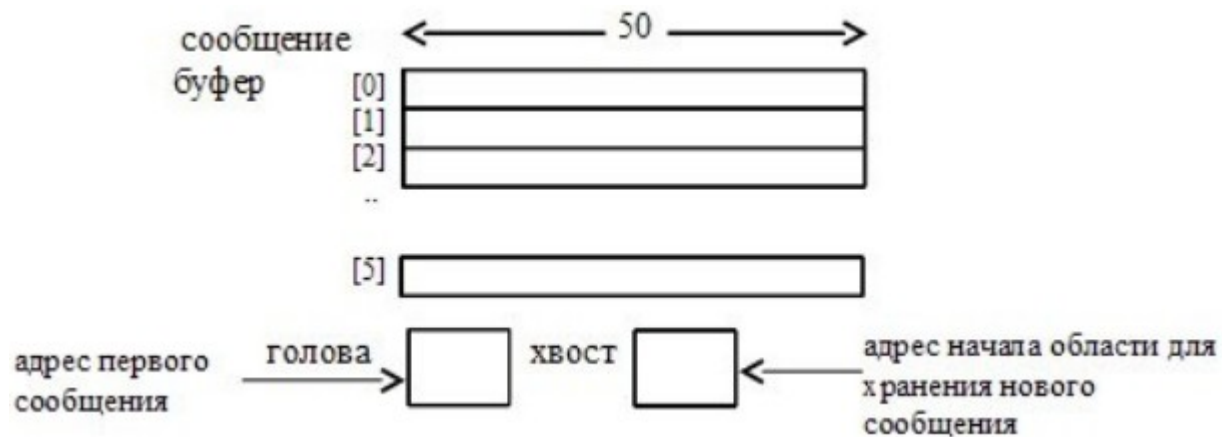 сообщение
буфер
50
[0]
[1]
[2]
..
[5]
адрес первого
сообщения
голова
хвост
адрес начала области для
хранения нового
сообщения